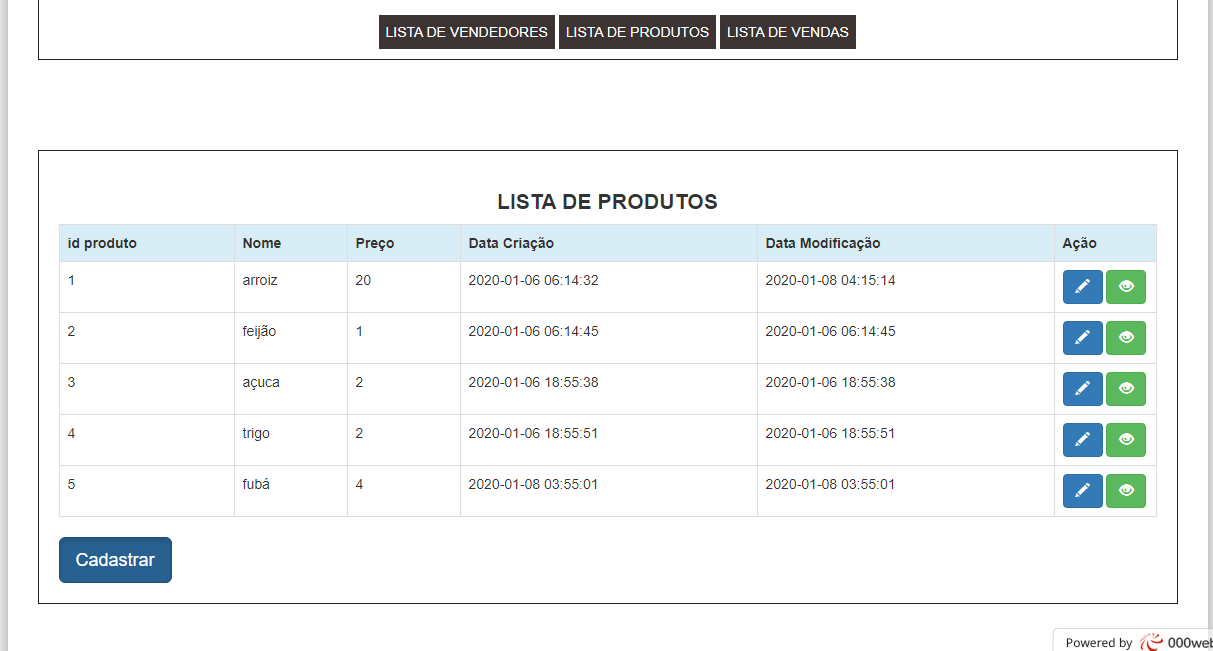 LISTA DE VENDEDORES LISTA DE PRODUTOS LISTA DE VENDAS
LISTA DE PRODUTOS
id produto Nome Preço Data Criação Data Modificação Ação
1 arroiz 20 2020-01-06 06:14:32 2020-01-08 04:15:14
2 feijão 1 2020-01-06 06:14:45 2020-01-06 06:14:45
3 açuca 2 2020-01-06 18:55:38 2020-01-06 18:55:38
4 trigo 2 2020-01-06 18:55:51 2020-01-06 18:55:51
5 fubá 4 2020-01-08 03:55:01 2020-01-08 03:55:01
Cadastrar
Powered by 000web